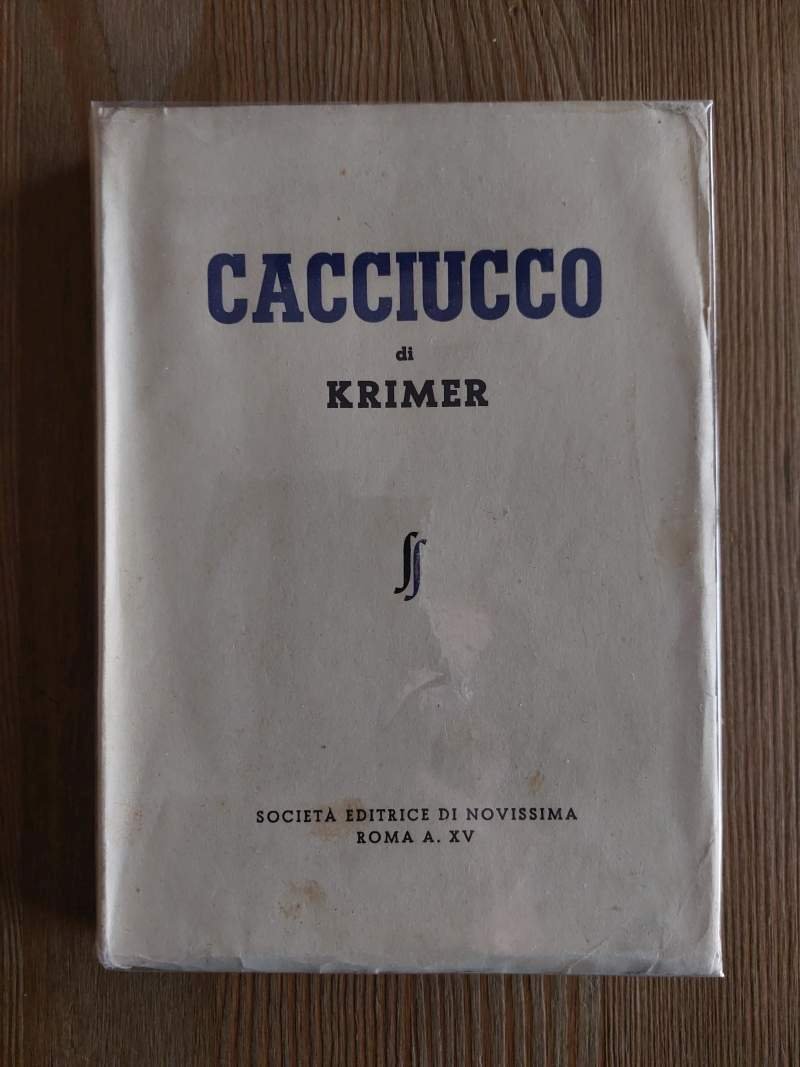 CACCIUCCO
di
KRIMER
SOCIETÀ EDITRICE DI NOVISSIMA
ROMA A. XV